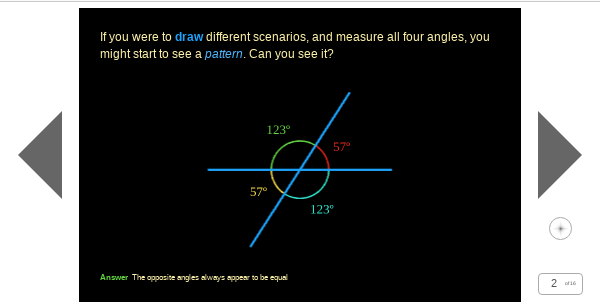 If you were to draw different scenarios, and measure all four angles, you
might start to see a pattern. Can you see it?
123°
57°
57°
123°
Answer The opposite angles always appear to be equal
2 of 16